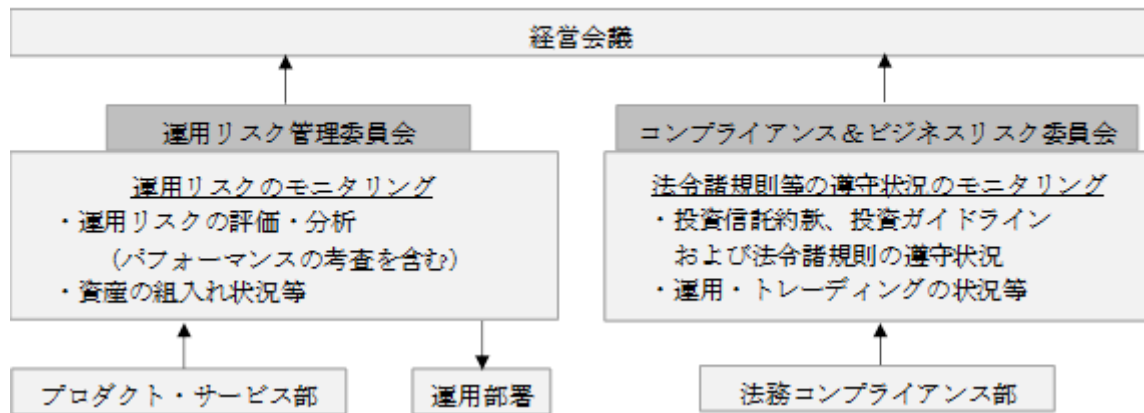 経営会議
運用リスク管理委員会
運用リスクのモニタリング
・運用リスクの評価・分析
(パフォーマンスの考査を含む)
・資産の組入れ状況等
プロダクト・サービス部
運用部署
コンプライアンス&ビジネスリスク委員会
法令諸規則等の遵守状況のモニタリング
・投資信託約款、投資ガイドライン
および法令諸規則の遵守状況
・運用・トレーディングの状況等
法務コンプライアンス部